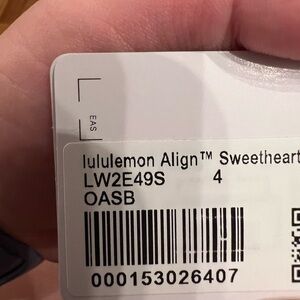 EAS
lululemon Align™ Sweetheart
LW2E49S 4
OASB
000153026407